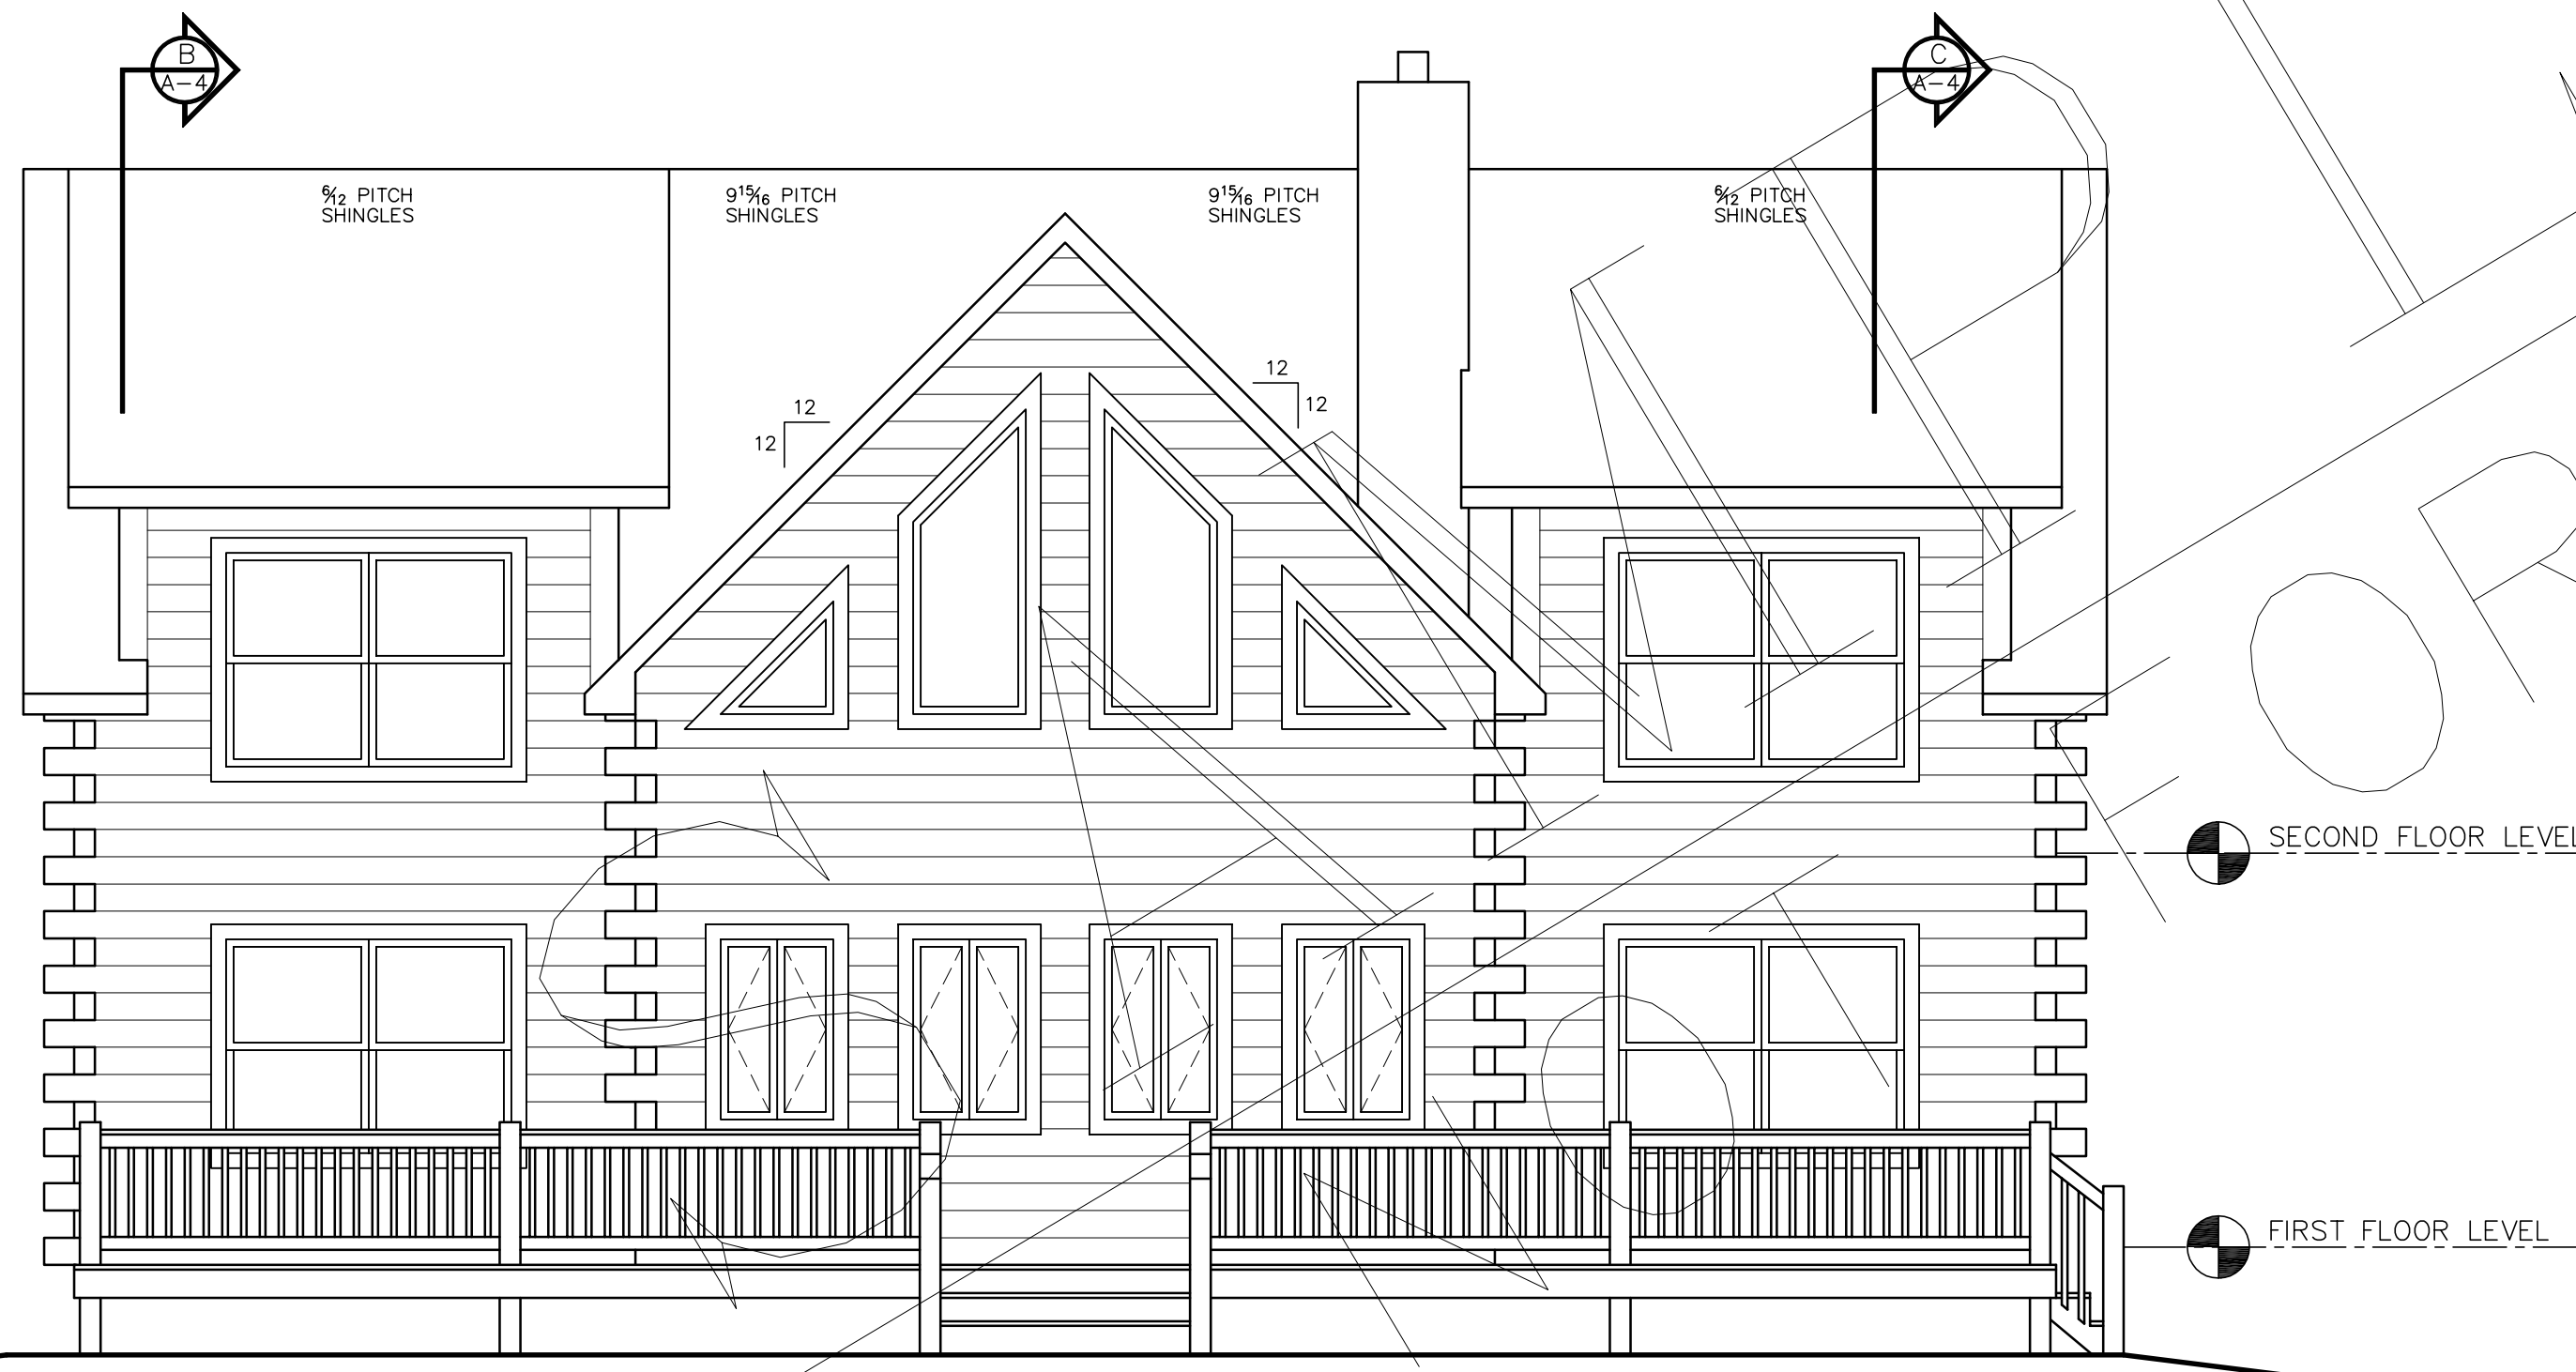 B
A-4
C
A-4
6/12 PITCH
SHINGLES
9 15/16 PITCH
SHINGLES
9 15/16 PITCH
SHINGLES
6/12 PITCH
SHINGLES
12
12
12
12
SECOND FLOOR LEVEL
FIRST FLOOR LEVEL